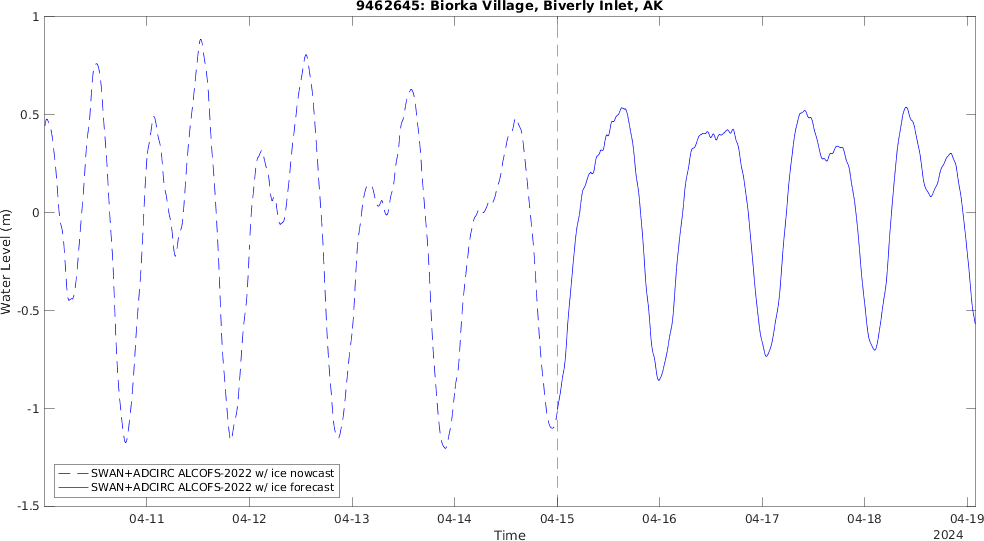 9462645: Biorka Village, Biverly Inlet, AK
Water Level (m)
1
0.5
0
-0.5
-1
-1.5
SWAN+ADCIRC ALCOFS-2022 w/ ice nowcast
SWAN+ADCIRC ALCOFS-2022 w/ ice forecast
04-11 04-12 04-13 04-14 04-15 04-16 04-17 04-18 04-19
Time
2024